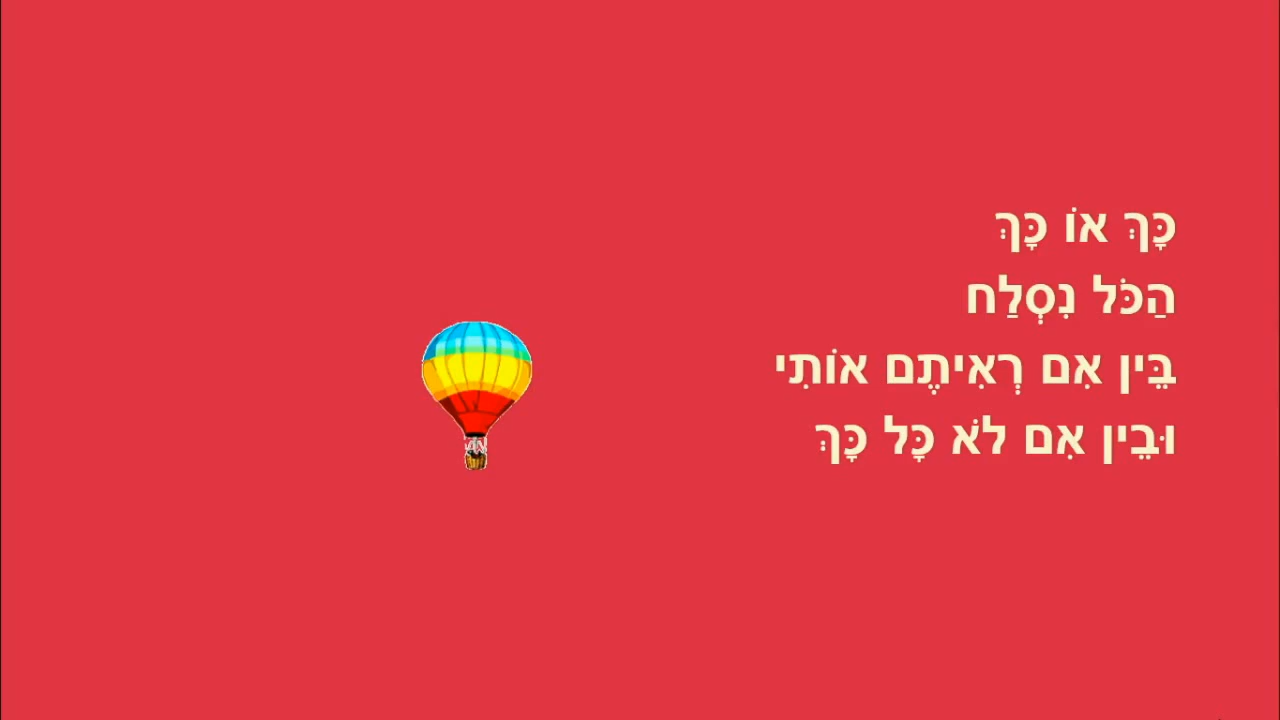 כָּךְ אוֹ כָּךְ
הַכֹּל נִסְלַח
בֵּין אִם רְאִיתֶם אוֹתִי
וּבֵין אִם לֹא כָּל כָּךְ